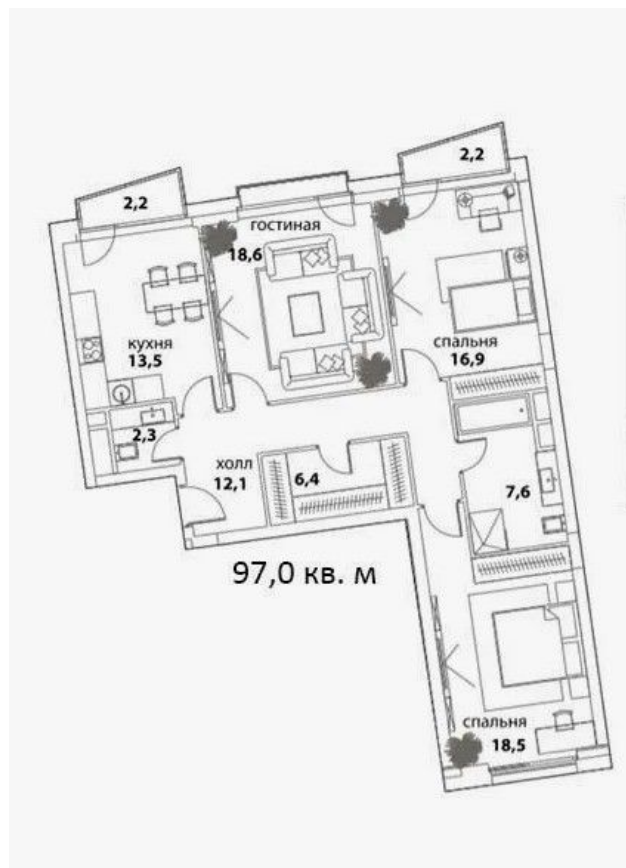 2,2
2,2
гостиная
18,6
кухня
13,5
спальня
16,9
2,3
холл
12,1
6,4
7,6
97,0 кв. м
спальня
18,5